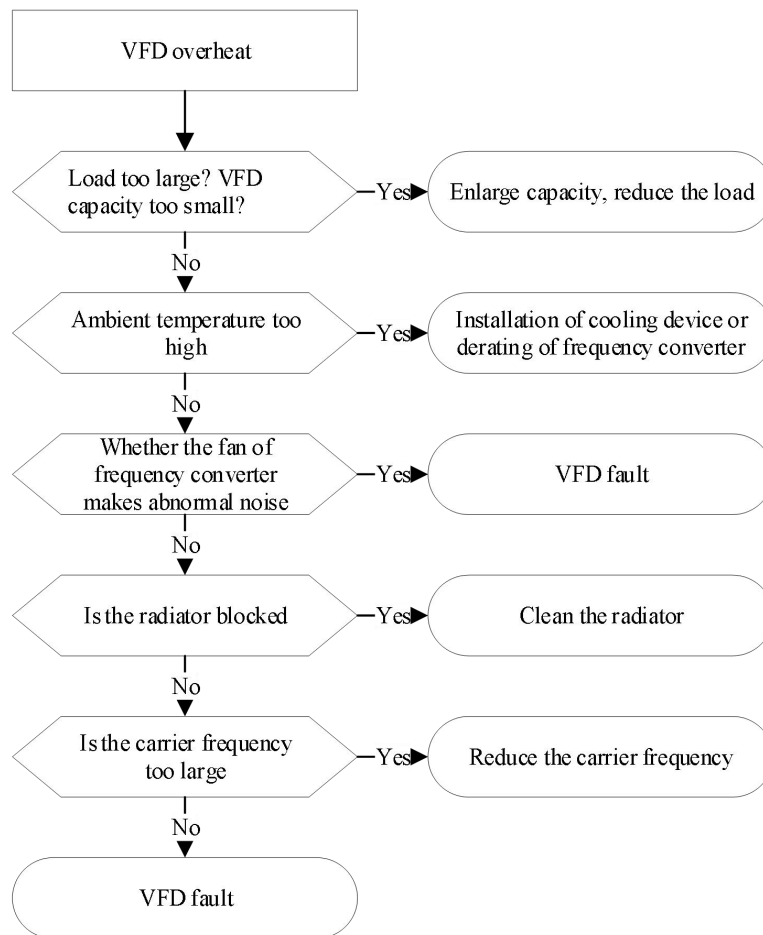 VFD overheat
Load too large? VFD
capacity too small?
Yes
Enlarge capacity, reduce the load
No
Ambient temperature too
high
Yes
Installation of cooling device or
derating of frequency converter
No
Whether the fan of
frequency converter
makes abnormal noise
Yes
VFD fault
No
Is the radiator blocked
Yes
Clean the radiator
No
Is the carrier frequency
too large
Yes
Reduce the carrier frequency
No
VFD fault